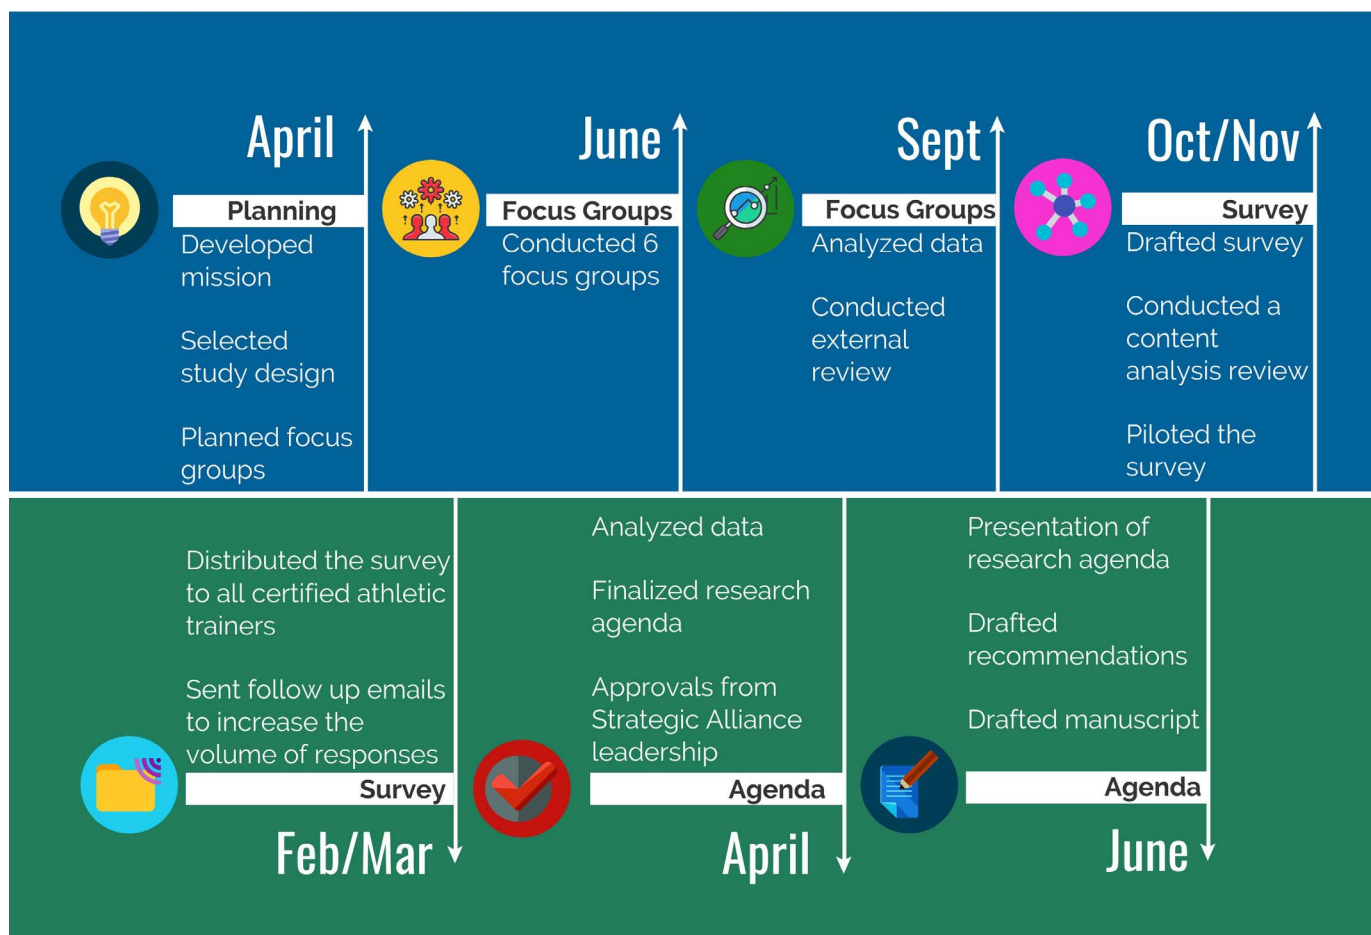 April
Planning
Developed
mission
Selected
study design
Planned focus
groups
June
Focus Groups
Conducted 6
focus groups
Sept
Focus Groups
Analyzed data
Conducted
external
review
Oct/Nov
Survey
Drafted survey
Conducted a
content
analysis review
Piloted the
survey
Distributed the survey
to all certified athletic
trainers
Sent follow up emails
to increase the
volume of responses
Survey
Feb/Mar
Analyzed data
Finalized research
agenda
Approvals from
Strategic Alliance
leadership
Agenda
April
Presentation of
research agenda
Drafted
recommendations
Drafted manuscript
Agenda
June